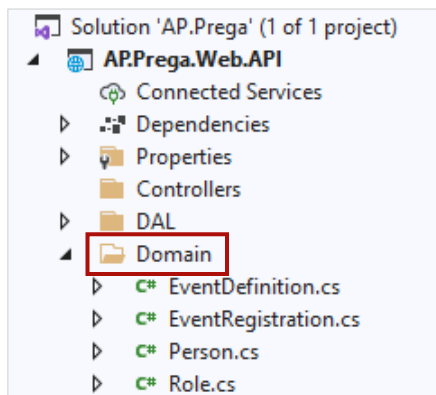 Solution 'AP.Prega' (1 of 1 project)
AP.Prega.Web.API
Connected Services
Dependencies
Properties
Controllers
DAL
Domain
C# EventDefinition.cs
C# EventRegistration.cs
C# Person.cs
C# Role.cs